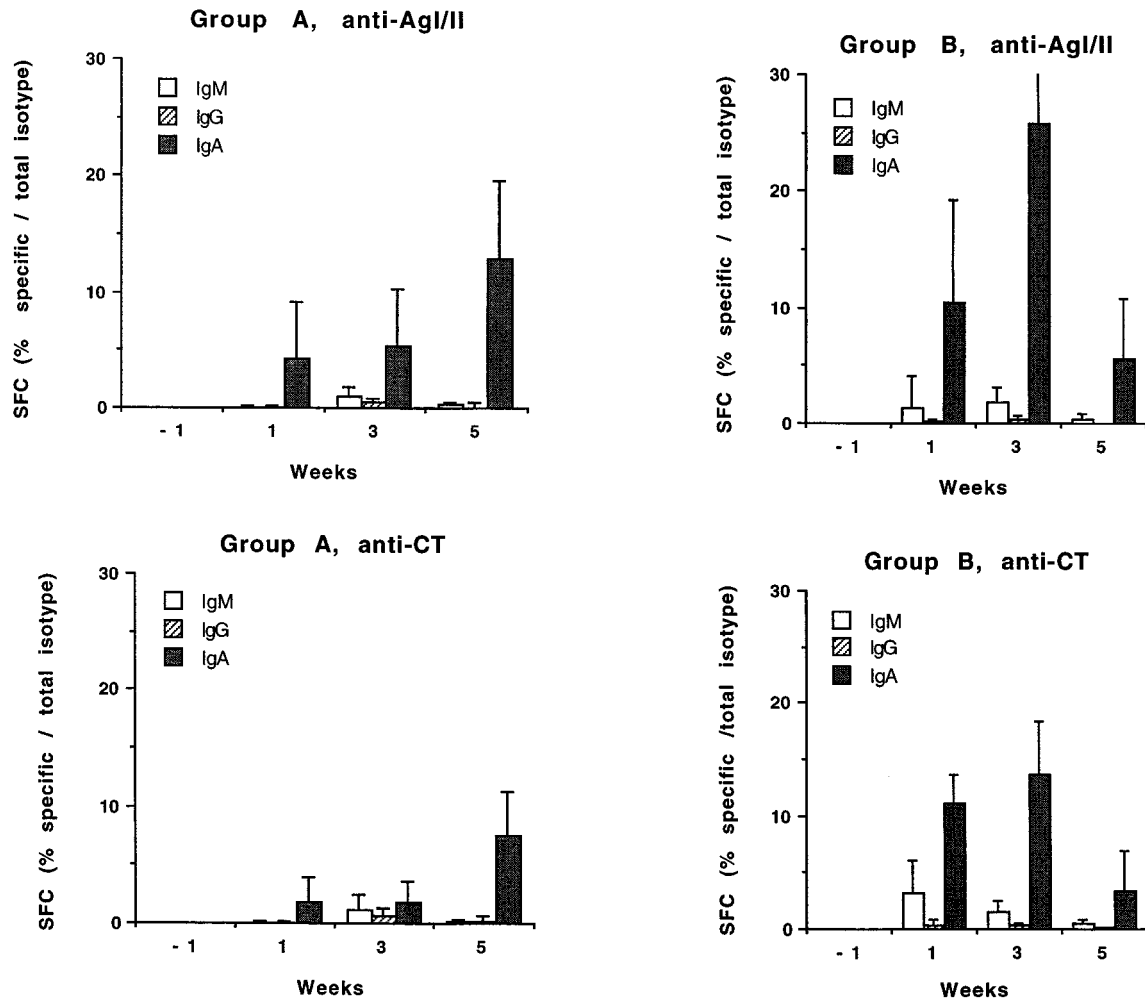 Group A, anti-AgI/II
30
20
10
0
SFC (% specific / total isotype)
IgM
IgG
IgA
- 1 1 3 5
Weeks
Group B, anti-AgI/II
30
20
10
0
SFC (% specific / total isotype)
IgM
IgG
IgA
- 1 1 3 5
Weeks
Group A, anti-CT
30
20
10
0
SFC (% specific / total isotype)
IgM
IgG
IgA
- 1 1 3 5
Weeks
Group B, anti-CT
30
20
10
0
SFC (% specific /total isotype)
IgM
IgG
IgA
- 1 1 3 5
Weeks